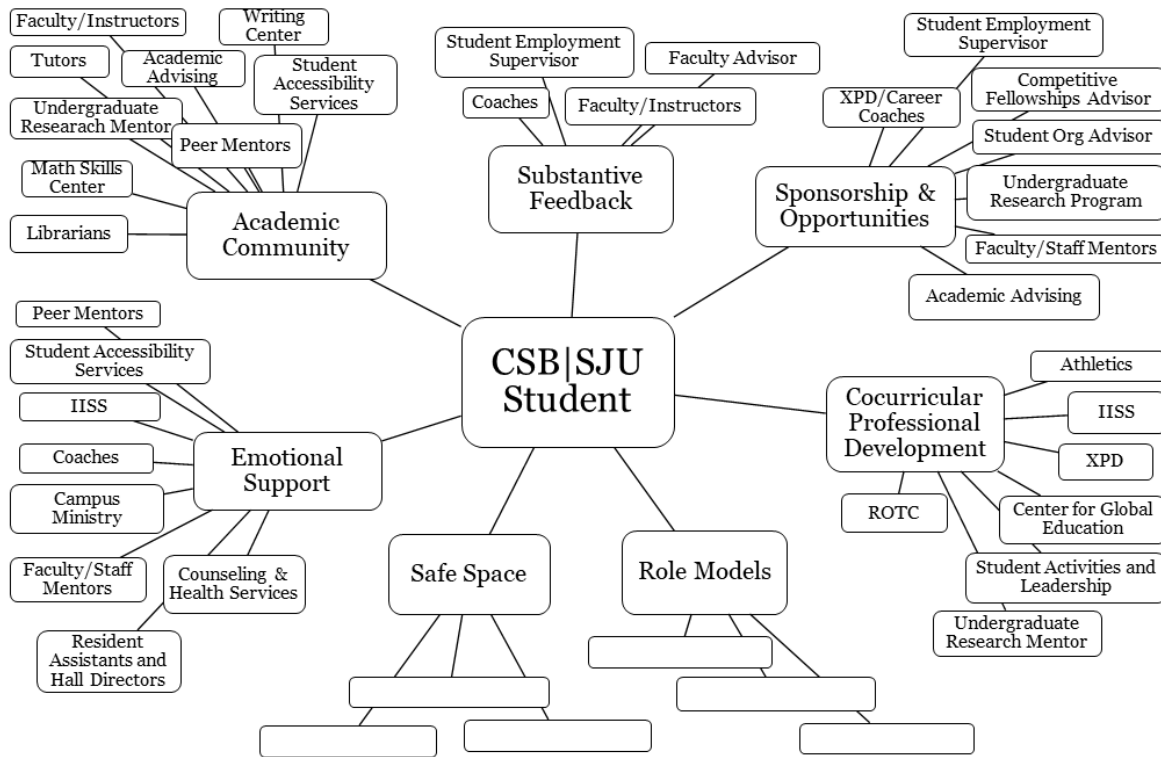 Faculty/Instructors
Tutors
Academic
Advising
Writing
Center
Student
Accessibility
Services
Undergraduate
Researach Mentor
Peer Mentors
Math Skills
Center
Librarians
Academic
Community
Student Employment
Supervisor
Faculty Advisor
Coaches
Faculty/Instructors
Substantive
Feedback
Student Employment
Supervisor
XPD/Career
Coaches
Competitive
Fellowships Advisor
Student Org Advisor
Undergraduate
Research Program
Faculty/Staff Mentors
Academic Advising
Sponsorship &
Opportunities
CSB|SJU
Student
Peer Mentors
Student Accessibility
Services
IISS
Coaches
Campus
Ministry
Faculty/Staff
Mentors
Counseling &
Health Services
Resident
Assistants and
Hall Directors
Emotional
Support
Safe Space
Role Models
Cocurricular
Professional
Development
Athletics
IISS
XPD
ROTC
Center for Global
Education
Student Activities and
Leadership
Undergraduate
Research Mentor